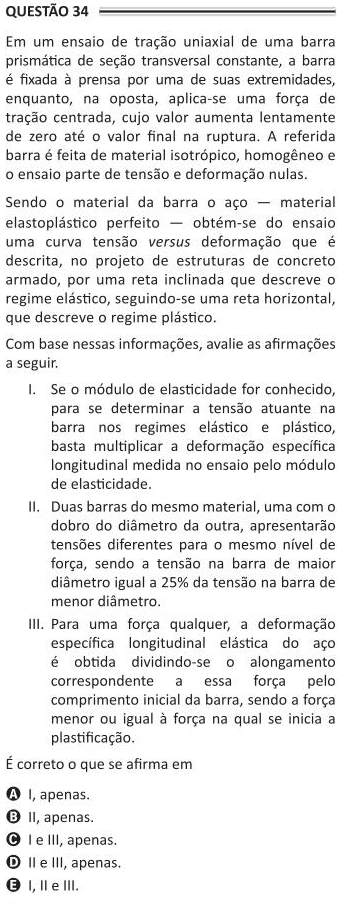 QUESTÃO 34
Em um ensaio de tração uniaxial de uma barra
prismática de seção transversal constante, a barra
é fixada à prensa por uma de suas extremidades,
enquanto, na oposta, aplica-se uma força de
tração centrada, cujo valor aumenta lentamente
de zero até o valor final na ruptura. A referida
barra é feita de material isotrópico, homogêneo e
o ensaio parte de tensão e deformação nulas.
Sendo o material da barra o aço — material
elastoplástico perfeito — obtém-se do ensaio
uma curva tensão versus deformação que é
descrita, no projeto de estruturas de concreto
armado, por uma reta inclinada que descreve o
regime elástico, seguindo-se uma reta horizontal,
que descreve o regime plástico.
Com base nessas informações, avalie as afirmações
a seguir.
I. Se o módulo de elasticidade for conhecido,
para se determinar a tensão atuante na
barra nos regimes elástico e plástico,
basta multiplicar a deformação específica
longitudinal medida no ensaio pelo módulo
de elasticidade.
II. Duas barras do mesmo material, uma com o
dobro do diâmetro da outra, apresentarão
tensões diferentes para o mesmo nível de
força, sendo a tensão na barra de maior
diâmetro igual a 25% da tensão na barra de
menor diâmetro.
III. Para uma força qualquer, a deformação
específica longitudinal elástica do aço
é obtida dividindo-se o alongamento
correspondente a essa força pelo
comprimento inicial da barra, sendo a força
menor ou igual à força na qual se inicia a
plastificação.
É correto o que se afirma em
A I, apenas.
B II, apenas.
C I e III, apenas.
D II e III, apenas.
E I, II e III.